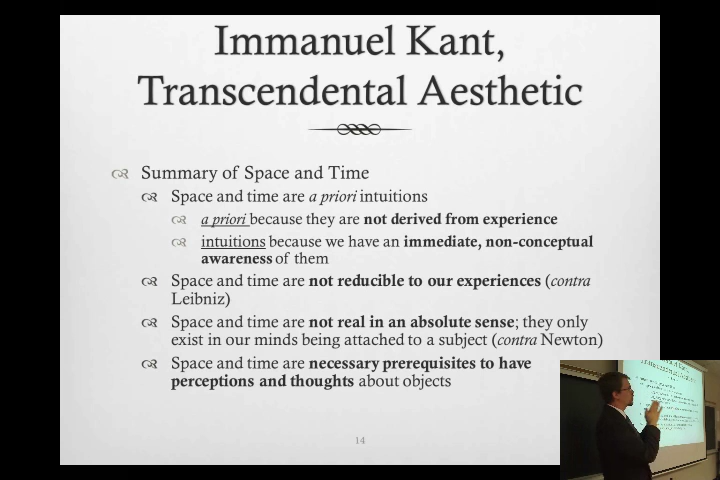 Immanuel Kant,
Transcendental Aesthetic
Summary of Space and Time
Space and time are a priori intuitions
a priori because they are not derived from experience
intuitions because we have an immediate, non-conceptual
awareness of them
Space and time are not reducible to our experiences (contra
Leibniz)
Space and time are not real in an absolute sense; they only
exist in our minds being attached to a subject (contra Newton)
Space and time are necessary prerequisites to have
perceptions and thoughts about objects
14